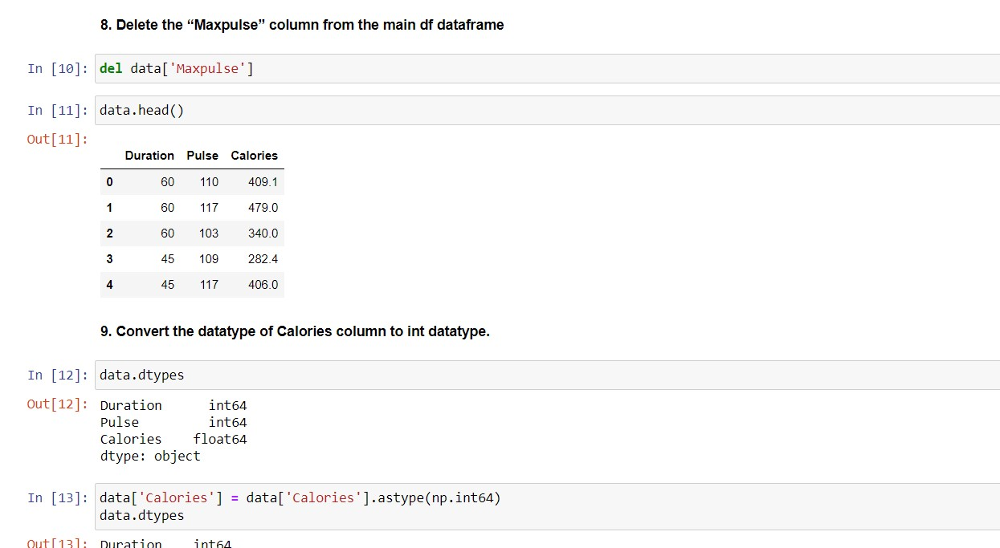 8. Delete the “Maxpulse” column from the main df dataframe
In [10]: del data['Maxpulse']
In [11]: data.head()
Out[11]:
Duration Pulse Calories
0 60 110 409.1
1 60 117 479.0
2 60 103 340.0
3 45 109 282.4
4 45 117 406.0
9. Convert the datatype of Calories column to int datatype.
In [12]: data.dtypes
Out[12]: Duration int64
Pulse int64
Calories float64
dtype: object
In [13]: data['Calories'] = data['Calories'].astype(np.int64)
data.dtypes
Out[13]: Duration int64